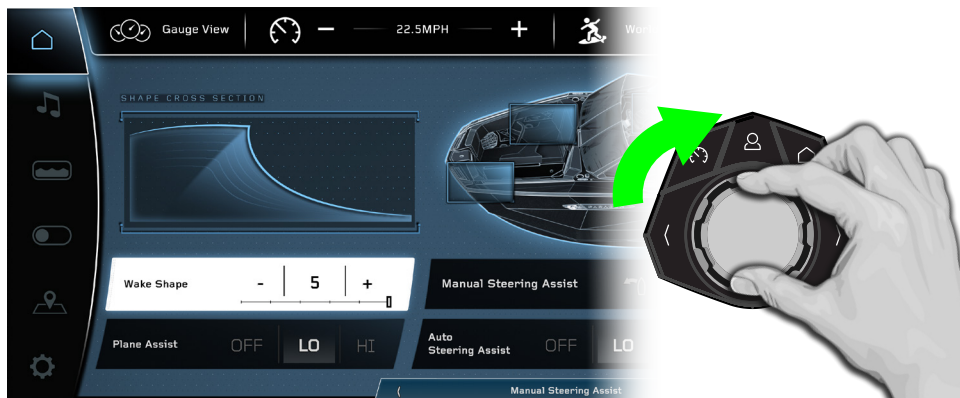 Gauge View
22.5MPH
SHAPE CROSS SECTION
Wake Shape - 5 +
Manual Steering Assist
Plane Assist OFF LO HI
Auto
Steering Assist OFF LO
Manual Steering Assist